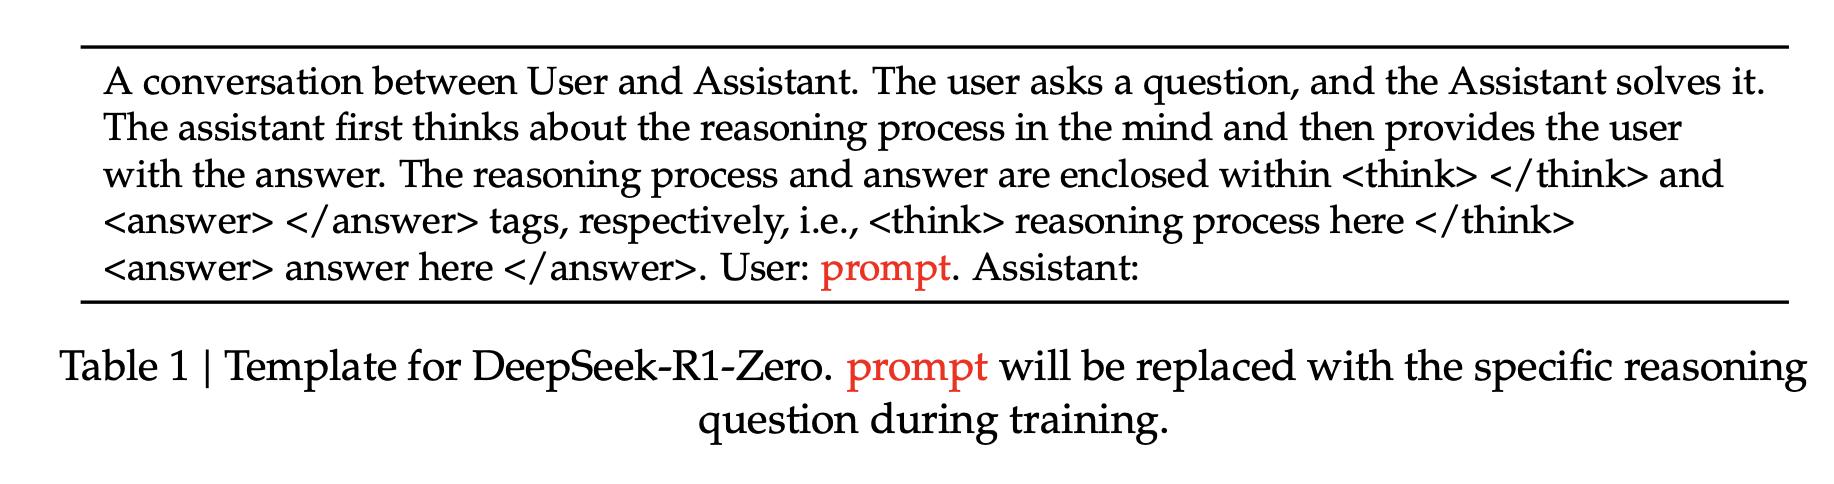 A conversation between User and Assistant. The user asks a question, and the Assistant solves it.
The assistant first thinks about the reasoning process in the mind and then provides the user
with the answer. The reasoning process and answer are enclosed within <think> </think> and
<answer> </answer> tags, respectively, i.e., <think> reasoning process here </think>
<answer> answer here </answer>. User: prompt. Assistant:
Table 1 | Template for DeepSeek-R1-Zero. prompt will be replaced with the specific reasoning
question during training.